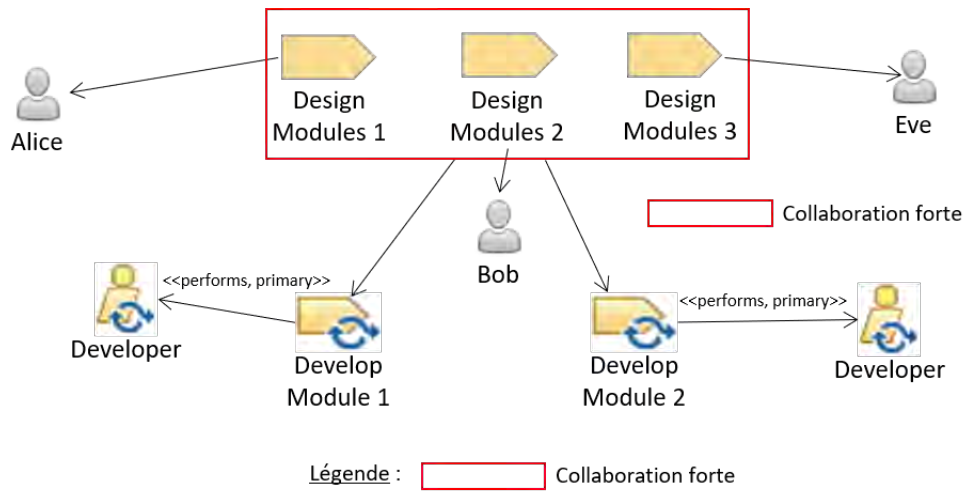 Design
Modules 1
Design
Modules 2
Design
Modules 3
Alice
Eve
Collaboration forte
Bob
<<performs, primary>>
<<performs, primary>>
Developer
Develop
Module 1
Develop
Module 2
Developer
Légende :
Collaboration forte